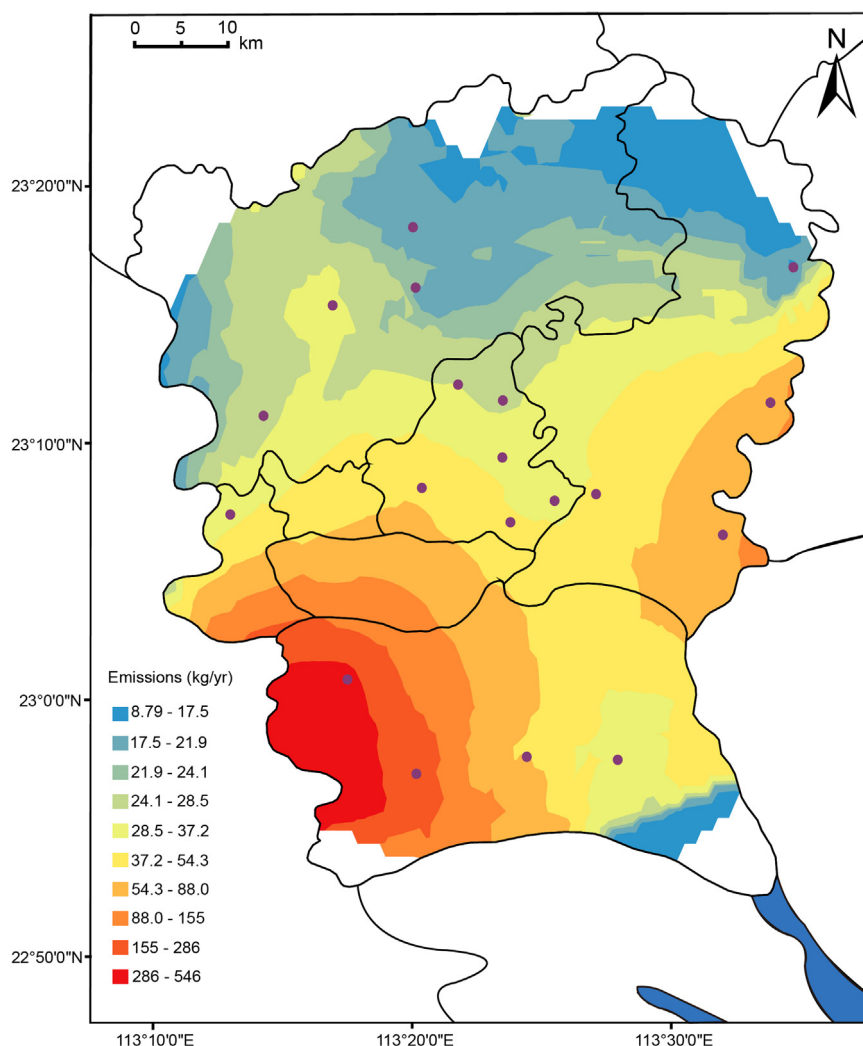 0 5 10
km
N
23°20'0"N
23°10'0"N
23°0'0"N
22°50'0"N
Emissions (kg/yr)
8.79 - 17.5
17.5 - 21.9
21.9 - 24.1
24.1 - 28.5
28.5 - 37.2
37.2 - 54.3
54.3 - 88.0
88.0 - 155
155 - 286
286 - 546
113°10'0"E 113°20'0"E 113°30'0"E